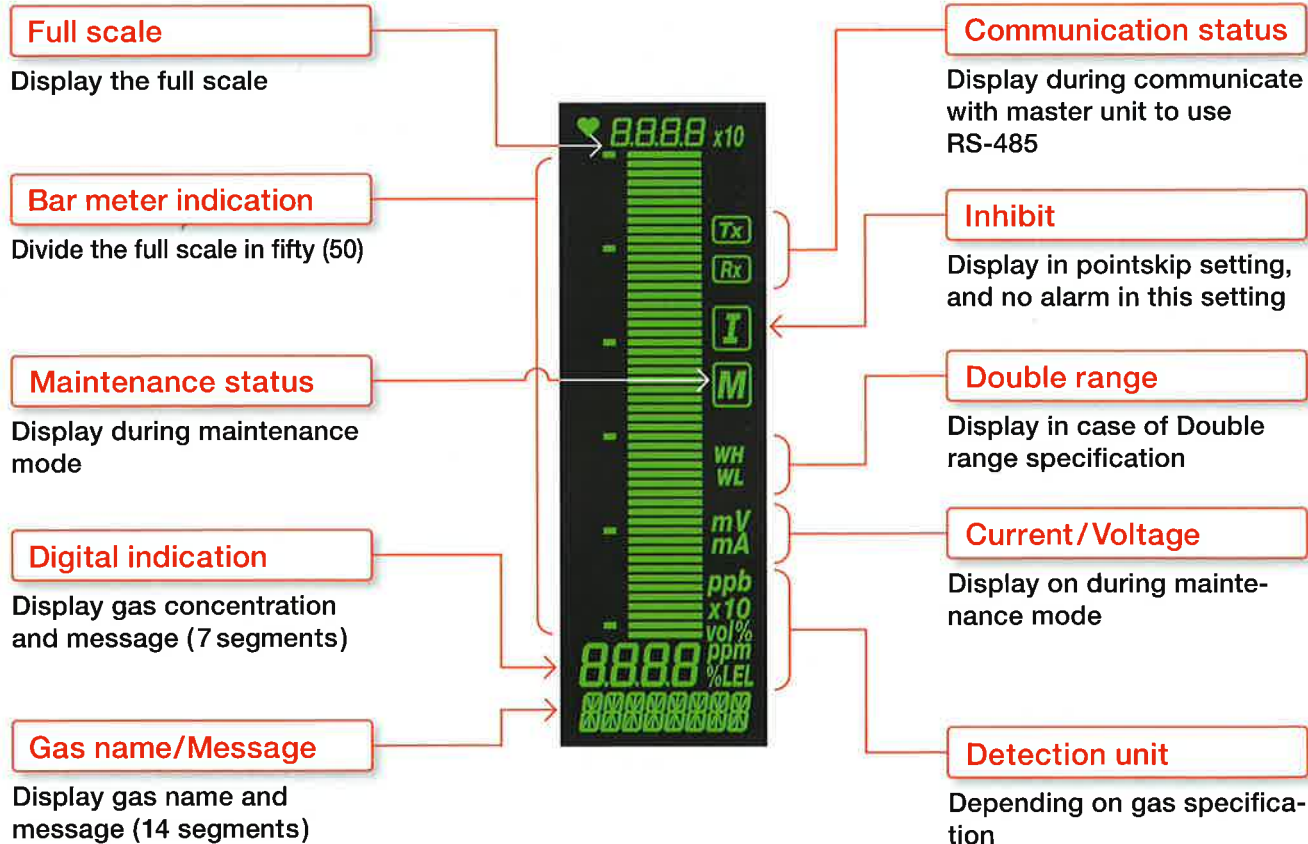 Full scale
Display the full scale
Bar meter indication
Divide the full scale in fifty (50)
Maintenance status
Display during maintenance
mode
Digital indication
Display gas concentration
and message (7 segments)
Gas name/Message
Display gas name and
message (14 segments)
8.8.8.8 x10
Tx
Rx
I
M
WH
WL
mV
mA
ppb
x10
vol%
8.8.8.8 ppm
%LEL
Communication status
Display during communicate
with master unit to use
RS-485
Inhibit
Display in pointskip setting,
and no alarm in this setting
Double range
Display in case of Double
range specification
Current/Voltage
Display on during mainte-
nance mode
Detection unit
Depending on gas specifica-
tion